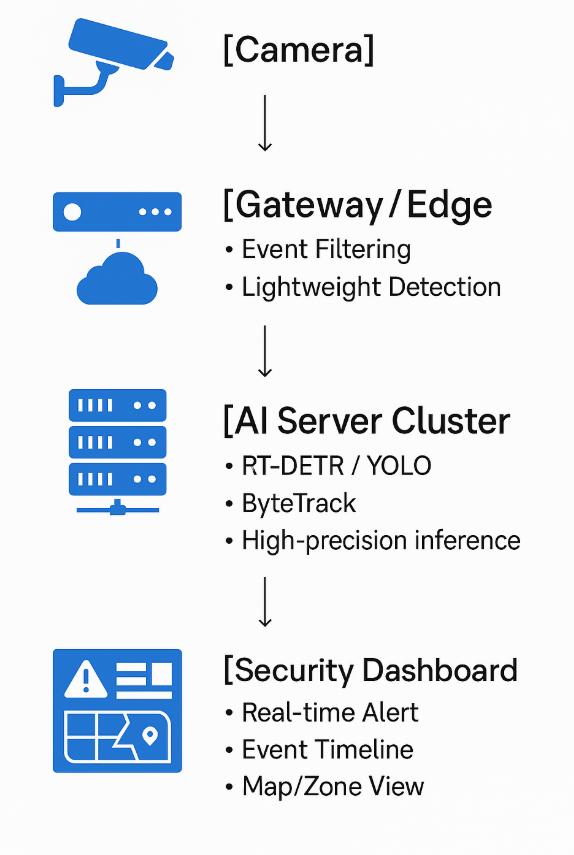 [Camera]
[Gateway/Edge
• Event Filtering
• Lightweight Detection
[AI Server Cluster
• RT-DETR / YOLO
• ByteTrack
• High-precision inference
[Security Dashboard
• Real-time Alert
• Event Timeline
• Map/Zone View